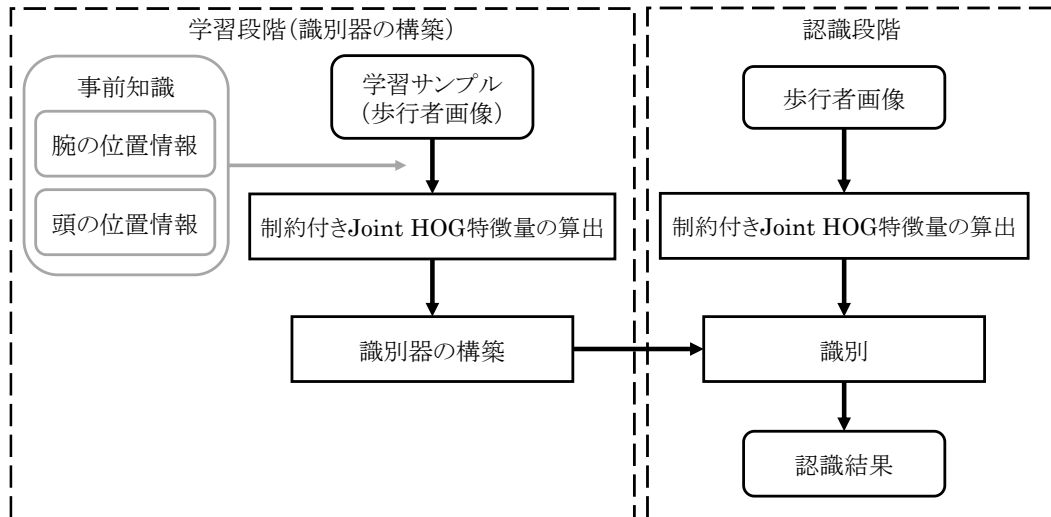 学習段階(識別器の構築)
事前知識
腕の位置情報
頭の位置情報
学習サンプル
(歩行者画像)
制約付きJoint HOG特徴量の算出
識別器の構築
認識段階
歩行者画像
制約付きJoint HOG特徴量の算出
識別
認識結果